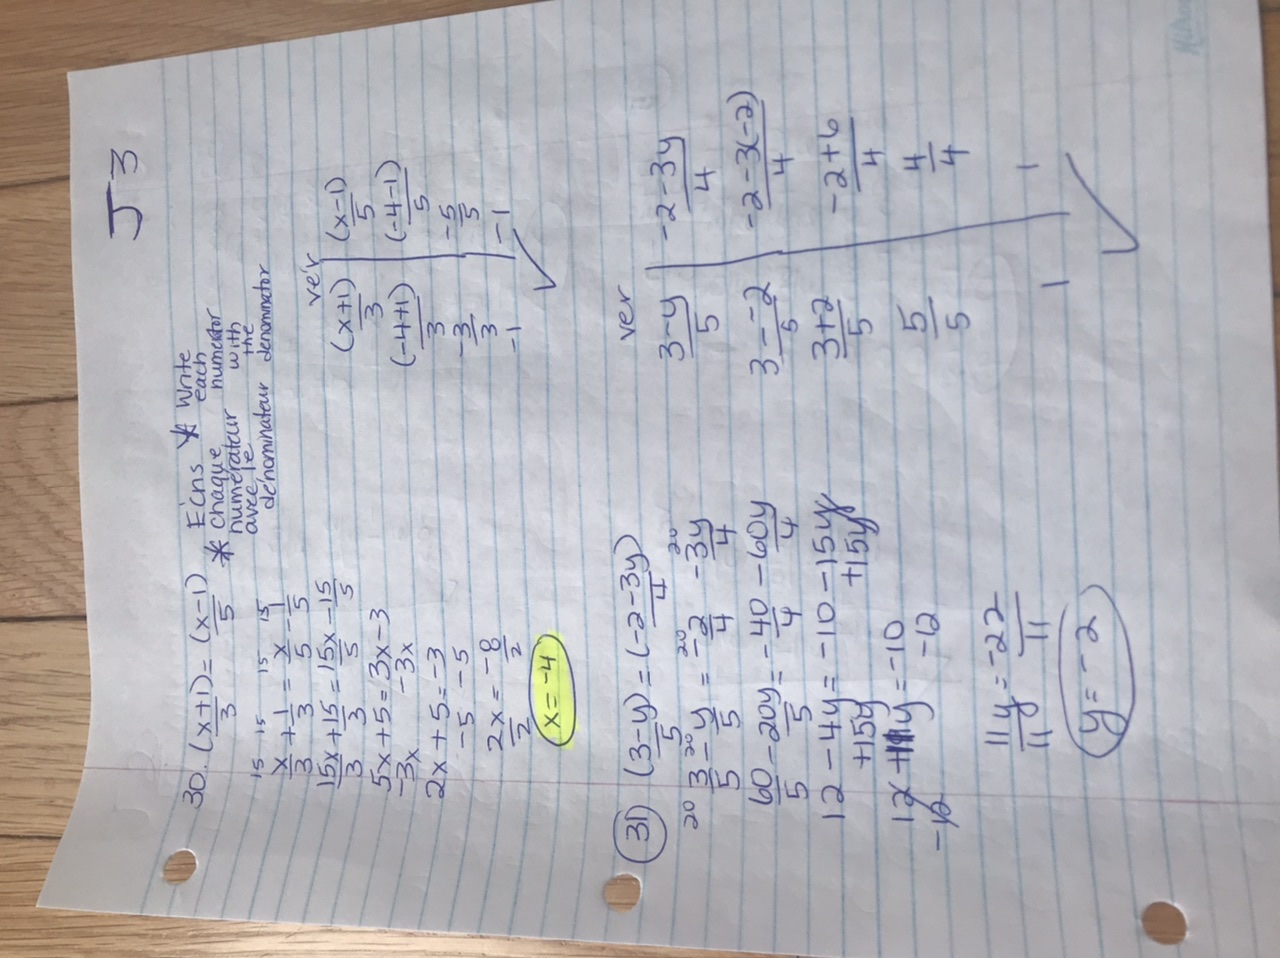 J3
30. (x+1)/3 = (x-1)/5
* Écris chaque numérateur avec le dénominateur
* Write each numerator with the denominator
15 15 15 15
x/3 + 1/3 = x/5 - 1/5
15x/3 + 15/3 = 15x/5 - 15/5
5x + 5 = 3x - 3
-3x -3x
2x + 5 = -3
-5 -5
2x/2 = -8/2
x = -4
ver
(x+1)/3 | (x-1)/5
(-4+1)/3 | (-4-1)/5
-3/3 | -5/5
-1 | -1
✓
31) (3-y)/5 = (-2-3y)/4
20 20 20 20
3/5 - y/5 = -2/4 - 3y/4
60/5 - 20y/5 = -40/4 - 60y/4
12 - 4y = -10 - 15y
+15y +15y
12 + 11y = -10
-12 -12
11y/11 = -22/11
y = -2
ver
3-y/5 | -2-3y/4
3--2/5 | -2-3(-2)/4
3+2/5 | -2+6/4
5/5 | 4/4
1 | 1
✓